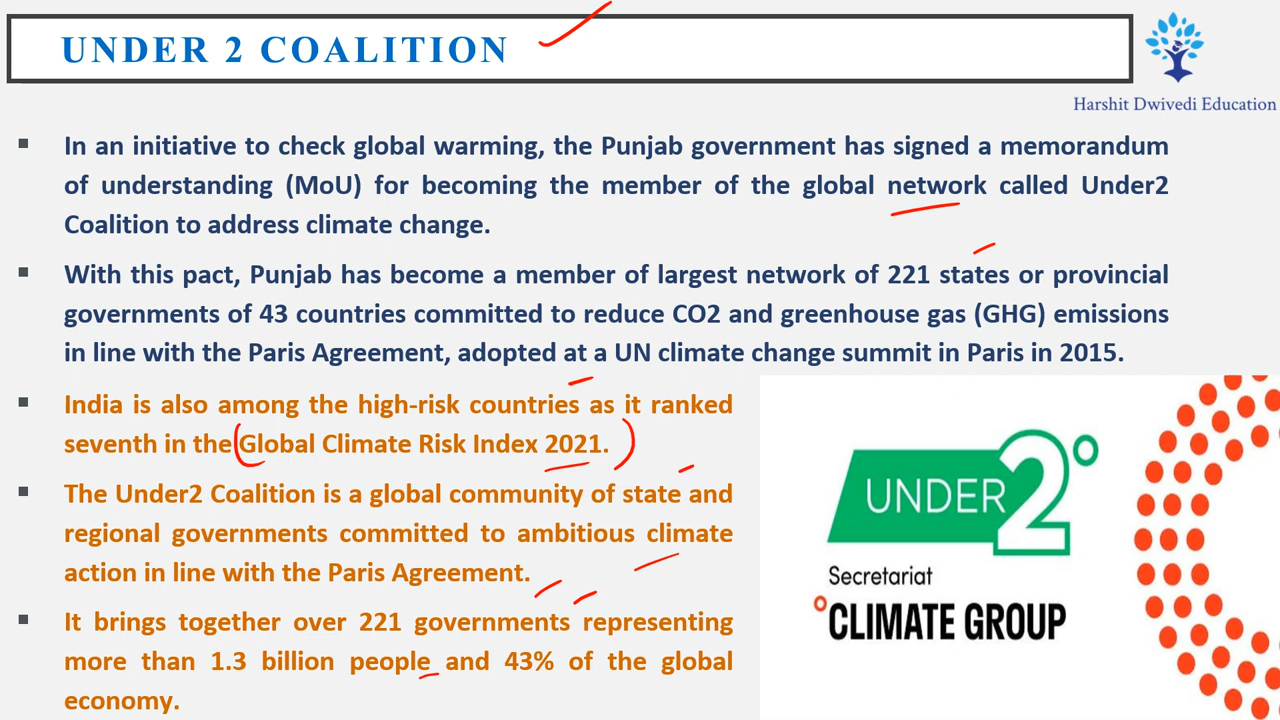 UNDER 2 COALITION
Harshit Dwivedi Education
In an initiative to check global warming, the Punjab government has signed a memorandum
of understanding (MoU) for becoming the member of the global network called Under2
Coalition to address climate change.
With this pact, Punjab has become a member of largest network of 221 states or provincial
governments of 43 countries committed to reduce CO2 and greenhouse gas (GHG) emissions
in line with the Paris Agreement, adopted at a UN climate change summit in Paris in 2015.
India is also among the high-risk countries as it ranked
seventh in the Global Climate Risk Index 2021.
The Under2 Coalition is a global community of state and
regional governments committed to ambitious climate
action in line with the Paris Agreement.
It brings together over 221 governments representing
more than 1.3 billion people and 43% of the global
economy.
UNDER2°
Secretariat
°CLIMATE GROUP